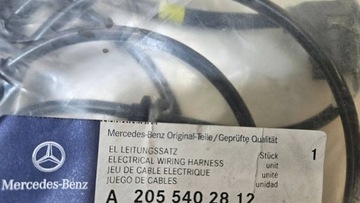 Mercedes-Benz Original-Teile/Geprüfte Qualität
EL LEITUNGSSATZ
ELECTRICAL WIRING HARNESS
JEU DE CABLE ELECTRIQUE
JUEGO DE CABLES
Stück
unit
unité
unidad
1
Mercedes-Benz
A 205 540 28 12